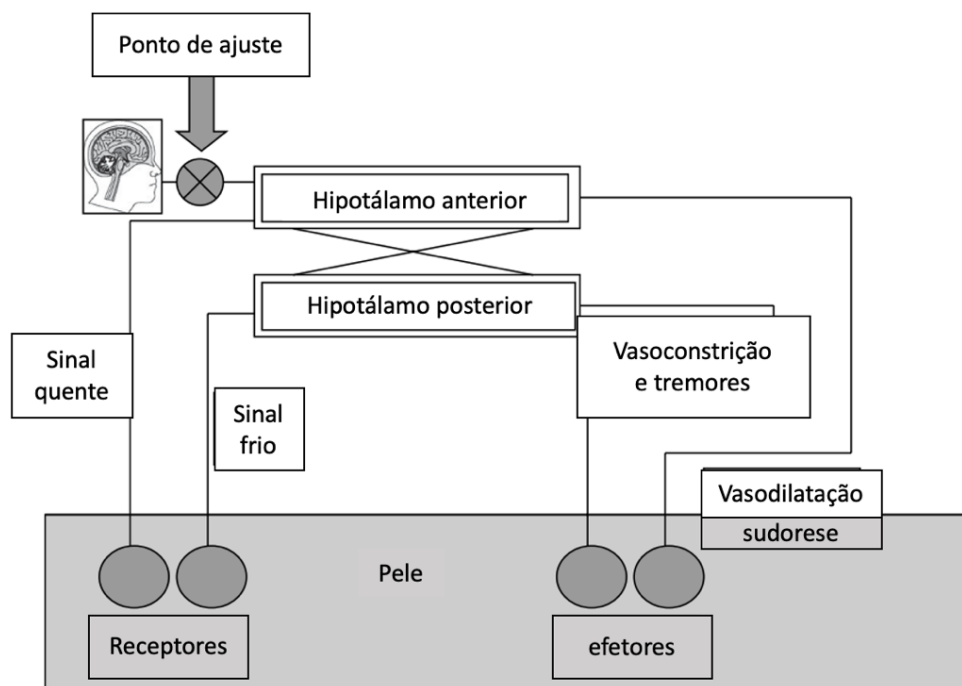 Ponto de ajuste
Hipotálamo anterior
Hipotálamo posterior
Sinal
quente
Vasoconstrição
e tremores
Sinal
frio
Vasodilatação
sudorese
Pele
Receptores
efetores